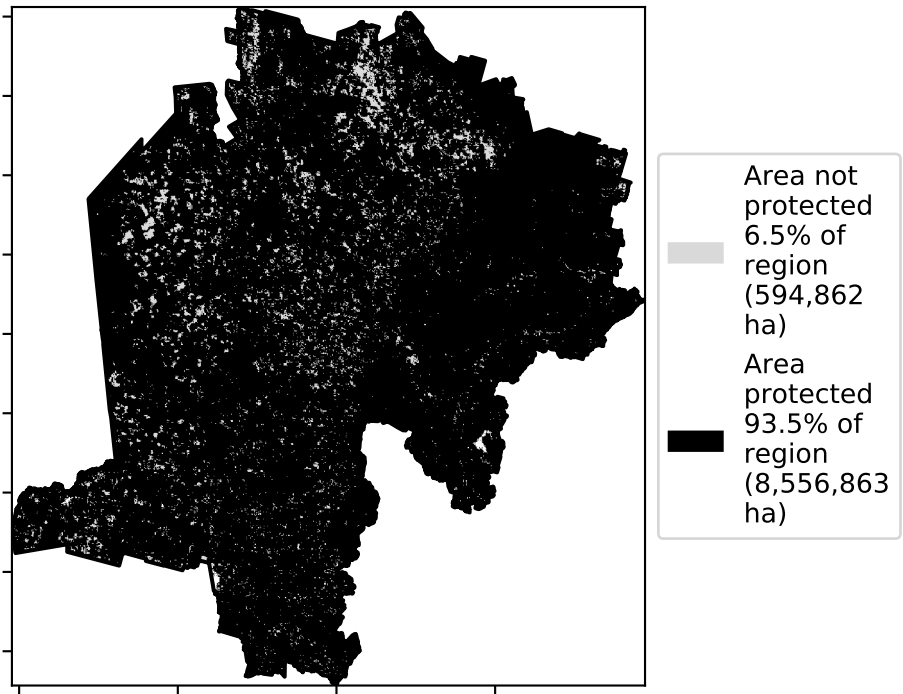 Area not
protected
6.5% of
region
(594,862
ha)
Area
protected
93.5% of
region
(8,556,863
ha)